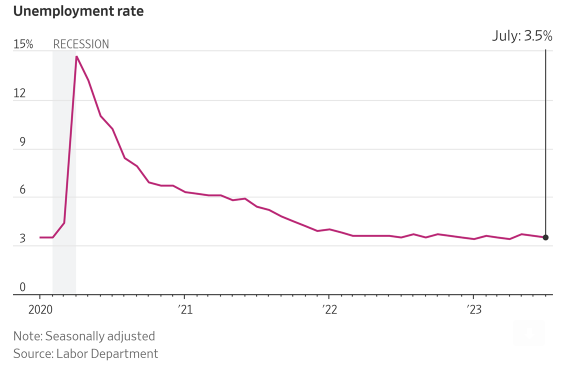 Unemployment rate
July: 3.5%
15%
RECESSION
12
9
6
3
0
2020
’21
’22
’23
Note: Seasonally adjusted
Source: Labor Department